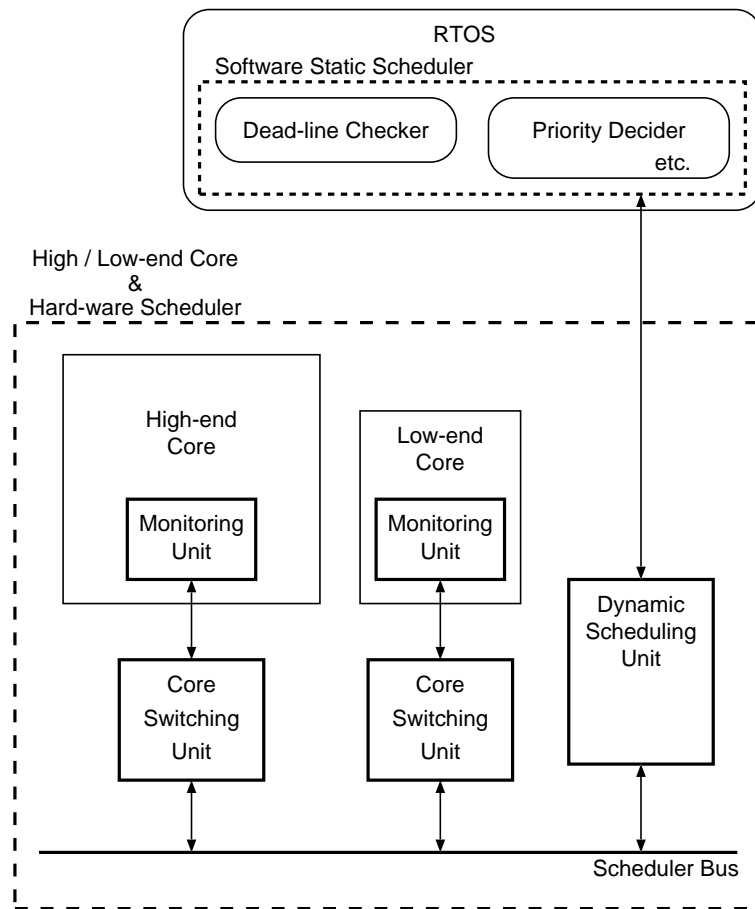 RTOS
Software Static Scheduler
Dead-line Checker
Priority Decider
etc.
High / Low-end Core
&
Hard-ware Scheduler
High-end
Core
Monitoring
Unit
Low-end
Core
Monitoring
Unit
Dynamic
Scheduling
Unit
Core
Switching
Unit
Core
Switching
Unit
Scheduler Bus